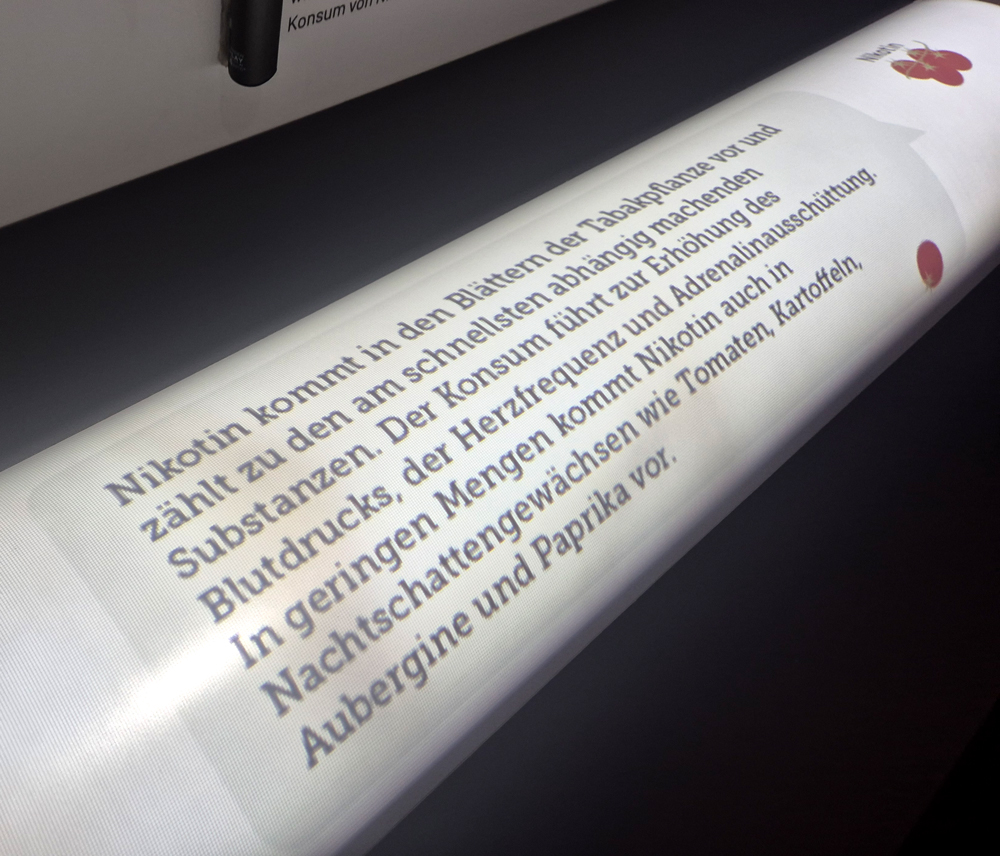 Konsum von
Nikotin
Nikotin kommt in den Blättern der Tabakpflanze vor und
zählt zu den am schnellsten abhängig machenden
Substanzen. Der Konsum führt zur Erhöhung des
Blutdrucks, der Herzfrequenz und Adrenalinausschüttung.
In geringen Mengen kommt Nikotin auch in
Nachtschattengewächsen wie Tomaten, Kartoffeln,
Aubergine und Paprika vor.